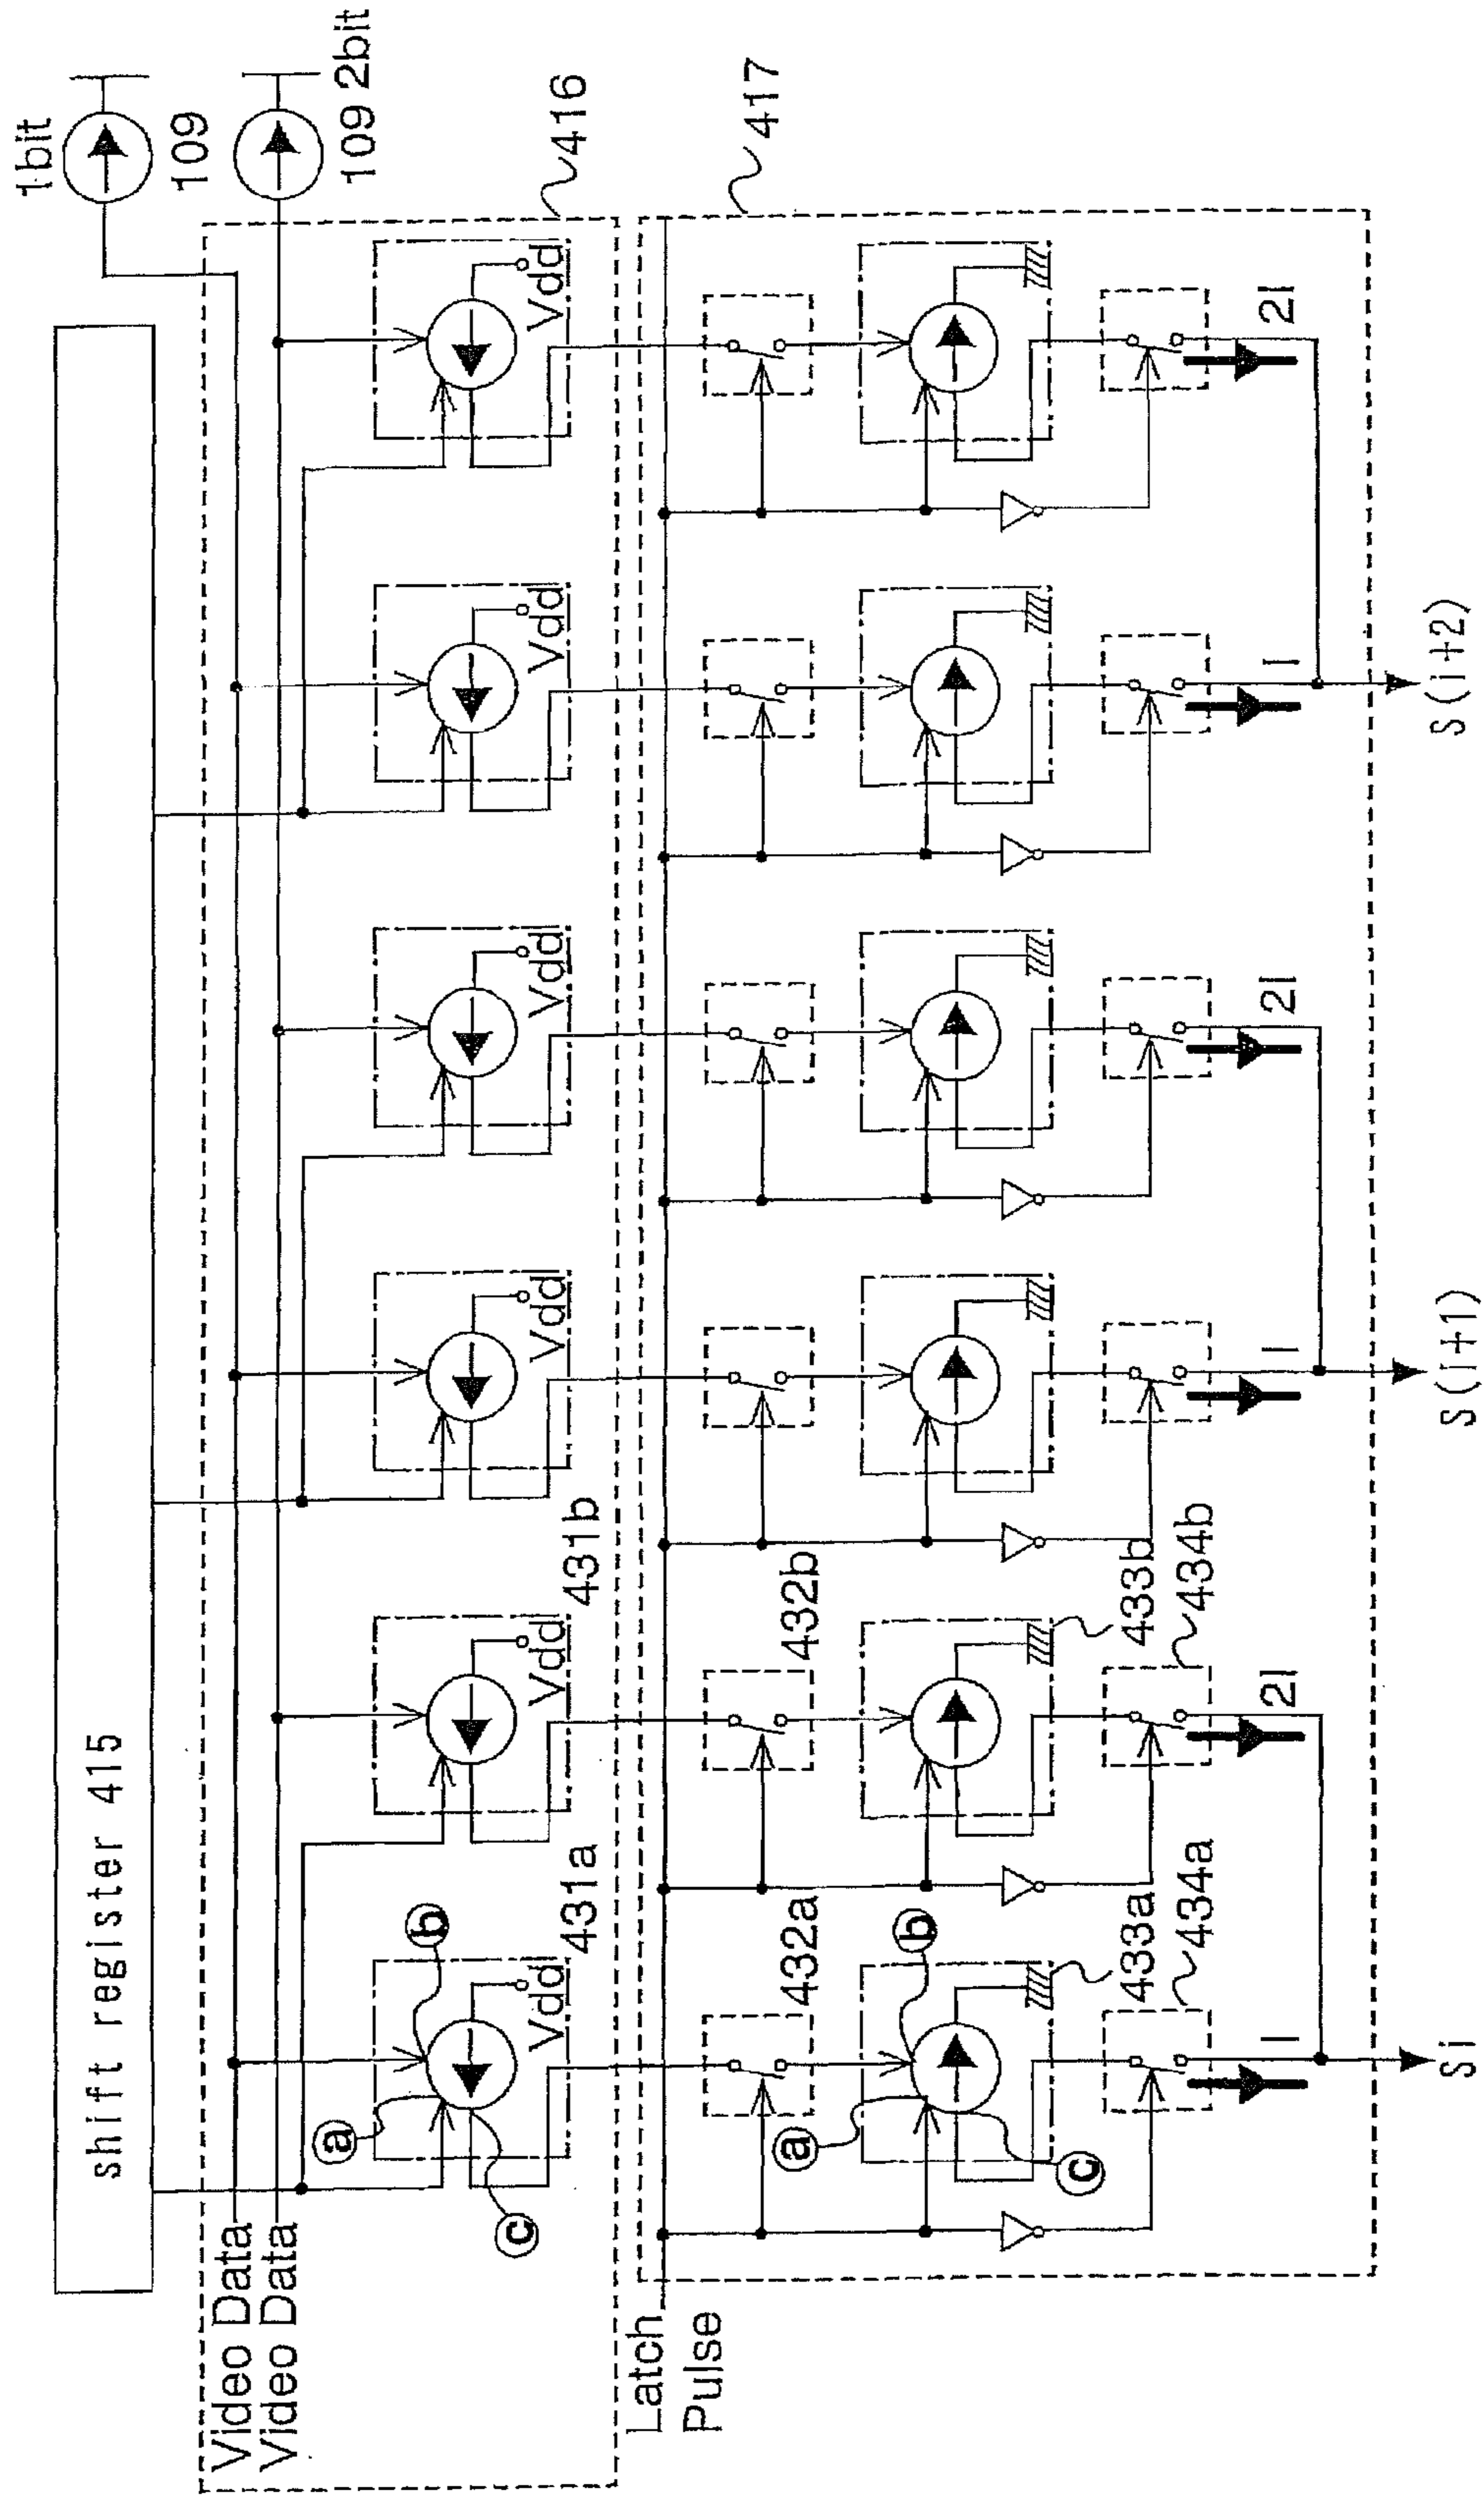 shift register 415
1bit
109
109 2bit
Video Data
Video Data
416
417
Vdd
Vdd
Vdd
Vdd
Vdd
Vdd
a
b
c
431a
431b
Latch
Pulse
432a
432b
a
b
c
433a
433b
434a
434b
I
2I
I
2I
I
2I
Si
S(i+1)
S(i+2)